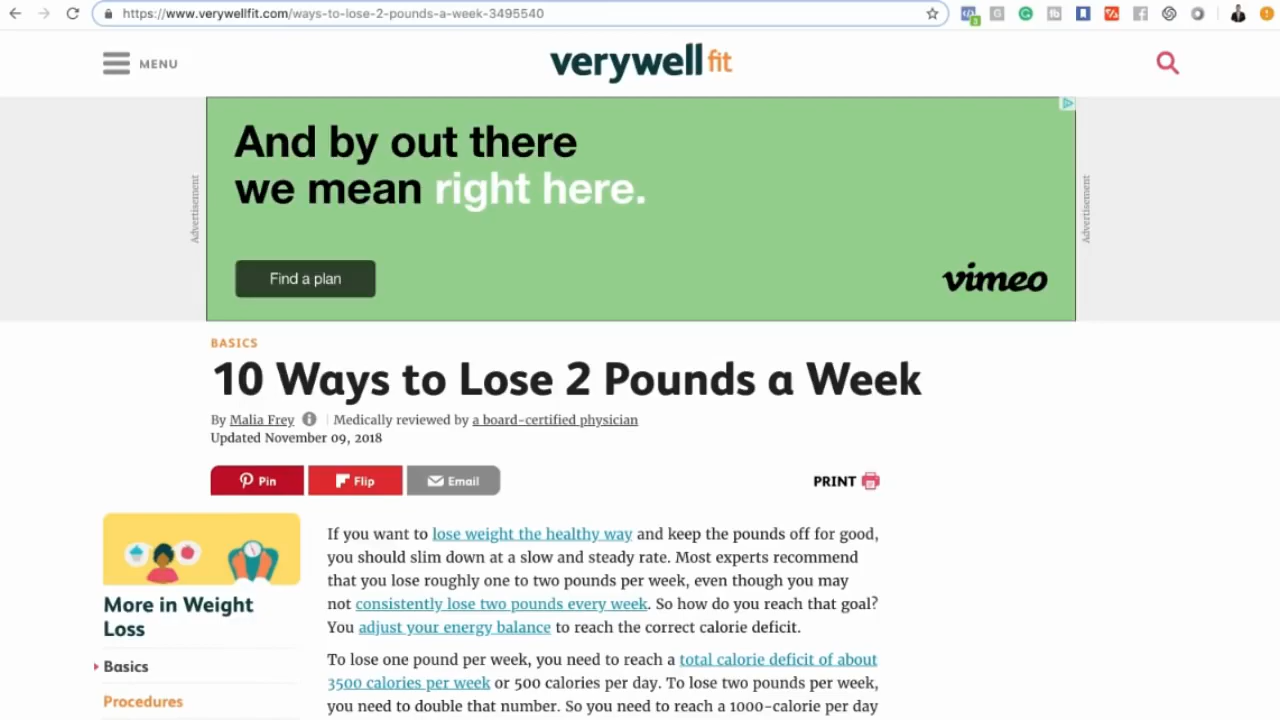 https://www.verywellfit.com/ways-to-lose-2-pounds-a-week-3495540
MENU
verywell fit
Advertisement
And by out there
we mean right here.
Find a plan
vimeo
Advertisement
BASICS
10 Ways to Lose 2 Pounds a Week
By Malia Frey | Medically reviewed by a board-certified physician
Updated November 09, 2018
Pin
Flip
Email
PRINT
More in Weight
Loss
Basics
Procedures
If you want to lose weight the healthy way and keep the pounds off for good,
you should slim down at a slow and steady rate. Most experts recommend
that you lose roughly one to two pounds per week, even though you may
not consistently lose two pounds every week. So how do you reach that goal?
You adjust your energy balance to reach the correct calorie deficit.
To lose one pound per week, you need to reach a total calorie deficit of about
3500 calories per week or 500 calories per day. To lose two pounds per week,
you need to double that number. So you need to reach a 1000-calorie per day